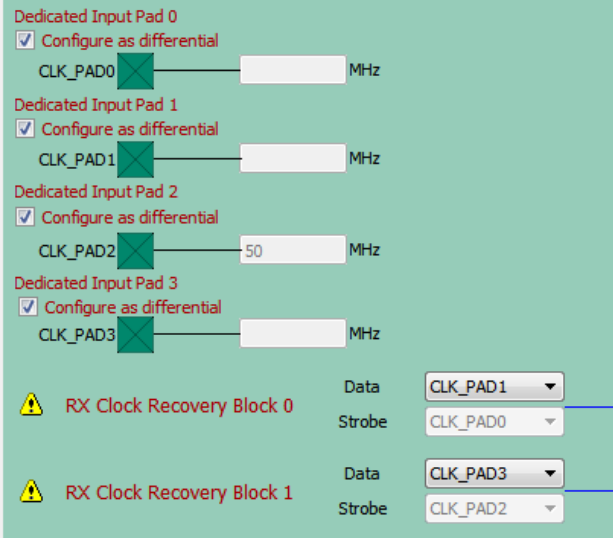 Dedicated Input Pad 0
Configure as differential
CLK_PAD0 MHz
Dedicated Input Pad 1
Configure as differential
CLK_PAD1 MHz
Dedicated Input Pad 2
Configure as differential
CLK_PAD2 50 MHz
Dedicated Input Pad 3
Configure as differential
CLK_PAD3 MHz
RX Clock Recovery Block 0
Data CLK_PAD1
Strobe CLK_PAD0
RX Clock Recovery Block 1
Data CLK_PAD3
Strobe CLK_PAD2